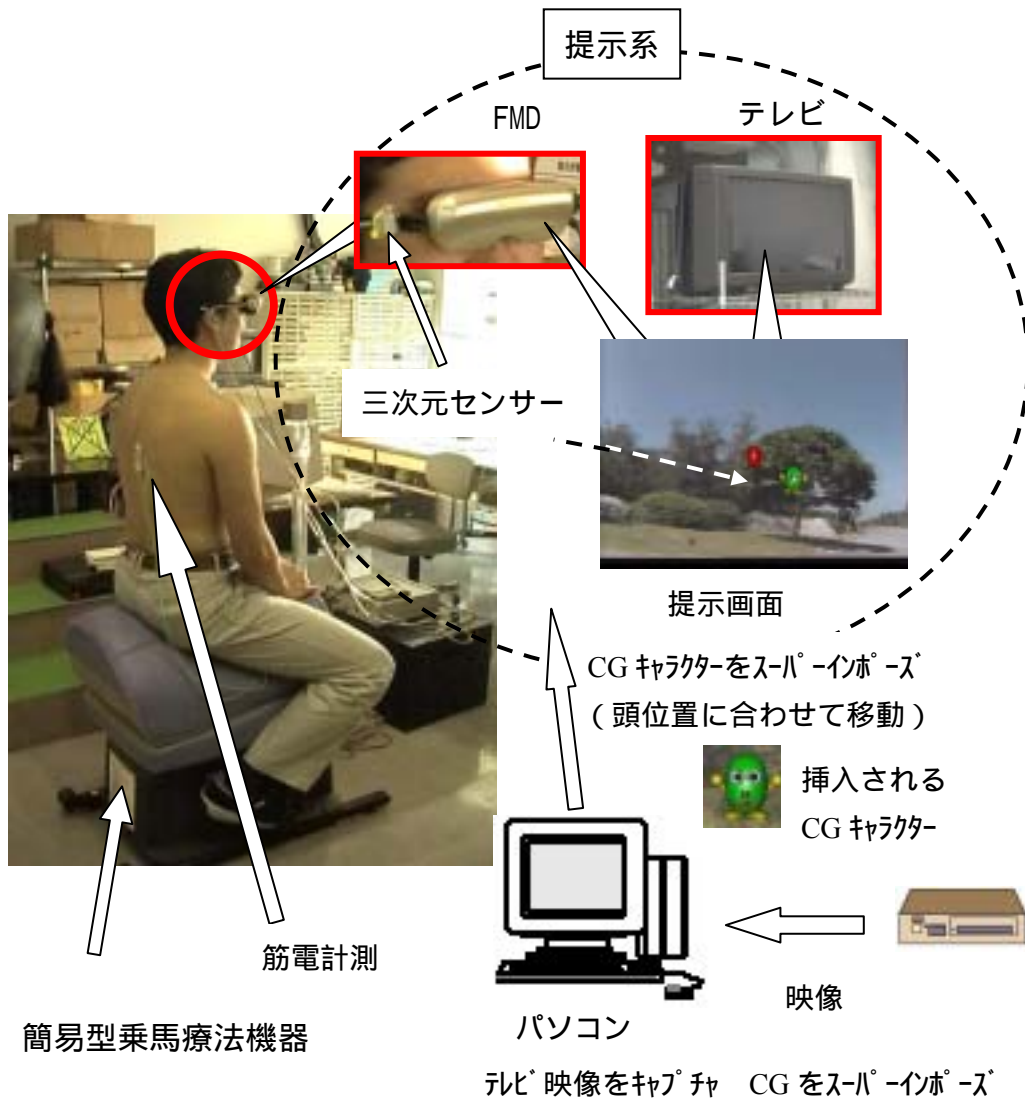 提示系
FMD
テレビ
三次元センサー
提示画面
CG ｷｬﾗｸﾀｰをｽｰﾊﾟｰｲﾝﾎﾟｰｽﾞ
（頭位置に合わせて移動）
挿入される
CG ｷｬﾗｸﾀｰ
筋電計測
映像
簡易型乗馬療法機器
パソコン
ﾃﾚﾋﾞ映像をｷｬﾌﾟﾁｬ　CG をｽｰﾊﾟｰｲﾝﾎﾟｰｽﾞ